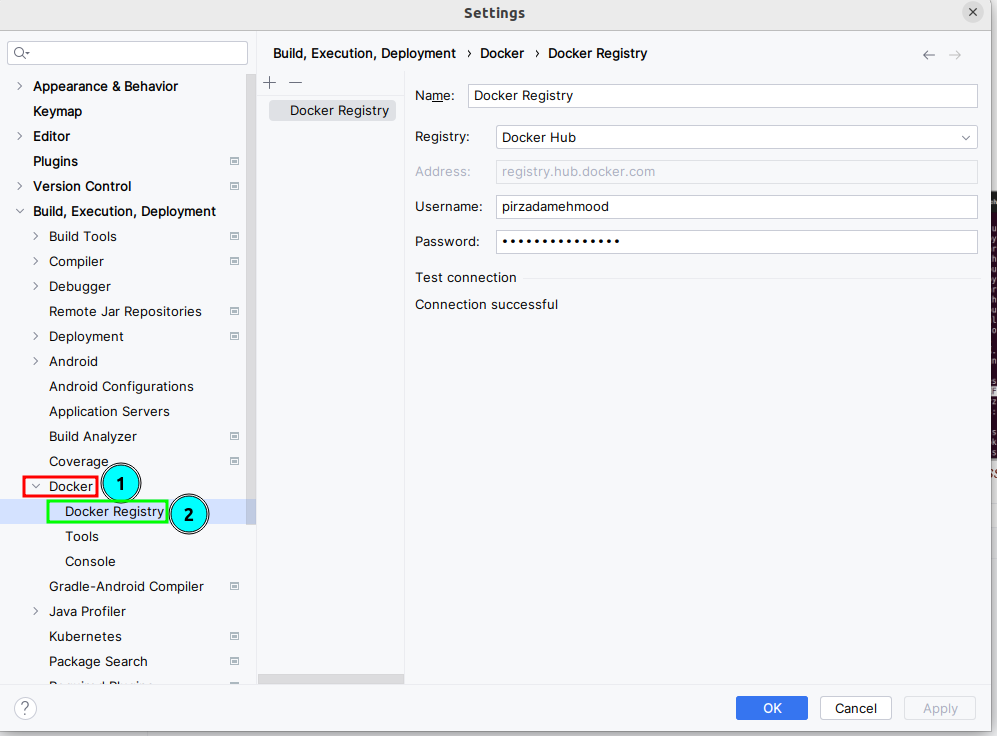 Settings
Build, Execution, Deployment › Docker › Docker Registry
Appearance & Behavior
Keymap
Editor
Plugins
Version Control
Build, Execution, Deployment
Build Tools
Compiler
Debugger
Remote Jar Repositories
Deployment
Android
Android Configurations
Application Servers
Build Analyzer
Coverage
Docker 1
Docker Registry 2
Tools
Console
Gradle-Android Compiler
Java Profiler
Kubernetes
Package Search
Docker Registry
Name: Docker Registry
Registry: Docker Hub
Address: registry.hub.docker.com
Username: pirzadamehmood
Password: •••••••••••••••
Test connection
Connection successful
?
OK Cancel Apply